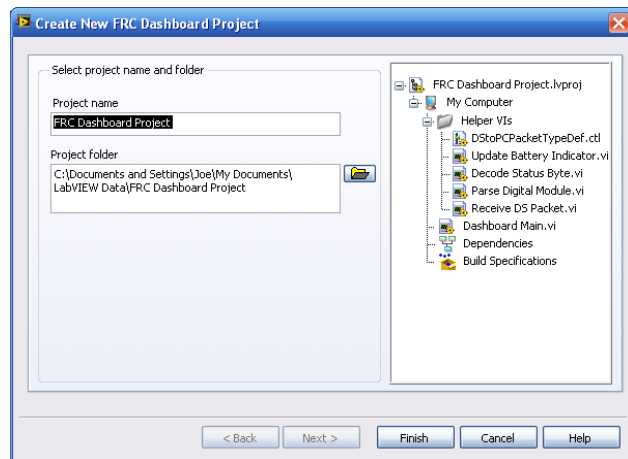 Create New FRC Dashboard Project
Select project name and folder
Project name
FRC Dashboard Project
Project folder
C:\Documents and Settings\Joe\My Documents\
LabVIEW Data\FRC Dashboard Project
FRC Dashboard Project.lvproj
My Computer
Helper VIs
DStoPCPacketTypeDef.ctl
Update Battery Indicator.vi
Decode Status Byte.vi
Parse Digital Module.vi
Receive DS Packet.vi
Dashboard Main.vi
Dependencies
Build Specifications
< Back
Next >
Finish
Cancel
Help